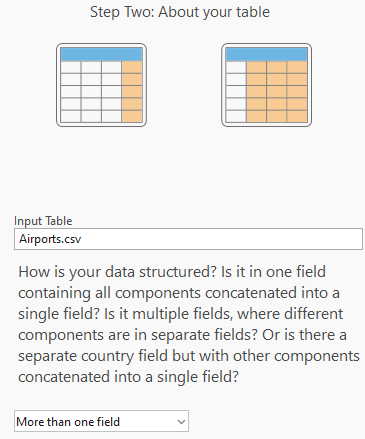 Step Two: About your table
Input Table
Airports.csv
How is your data structured? Is it in one field
containing all components concatenated into a
single field? Is it multiple fields, where different
components are in separate fields? Or is there a
separate country field but with other components
concatenated into a single field?
More than one field